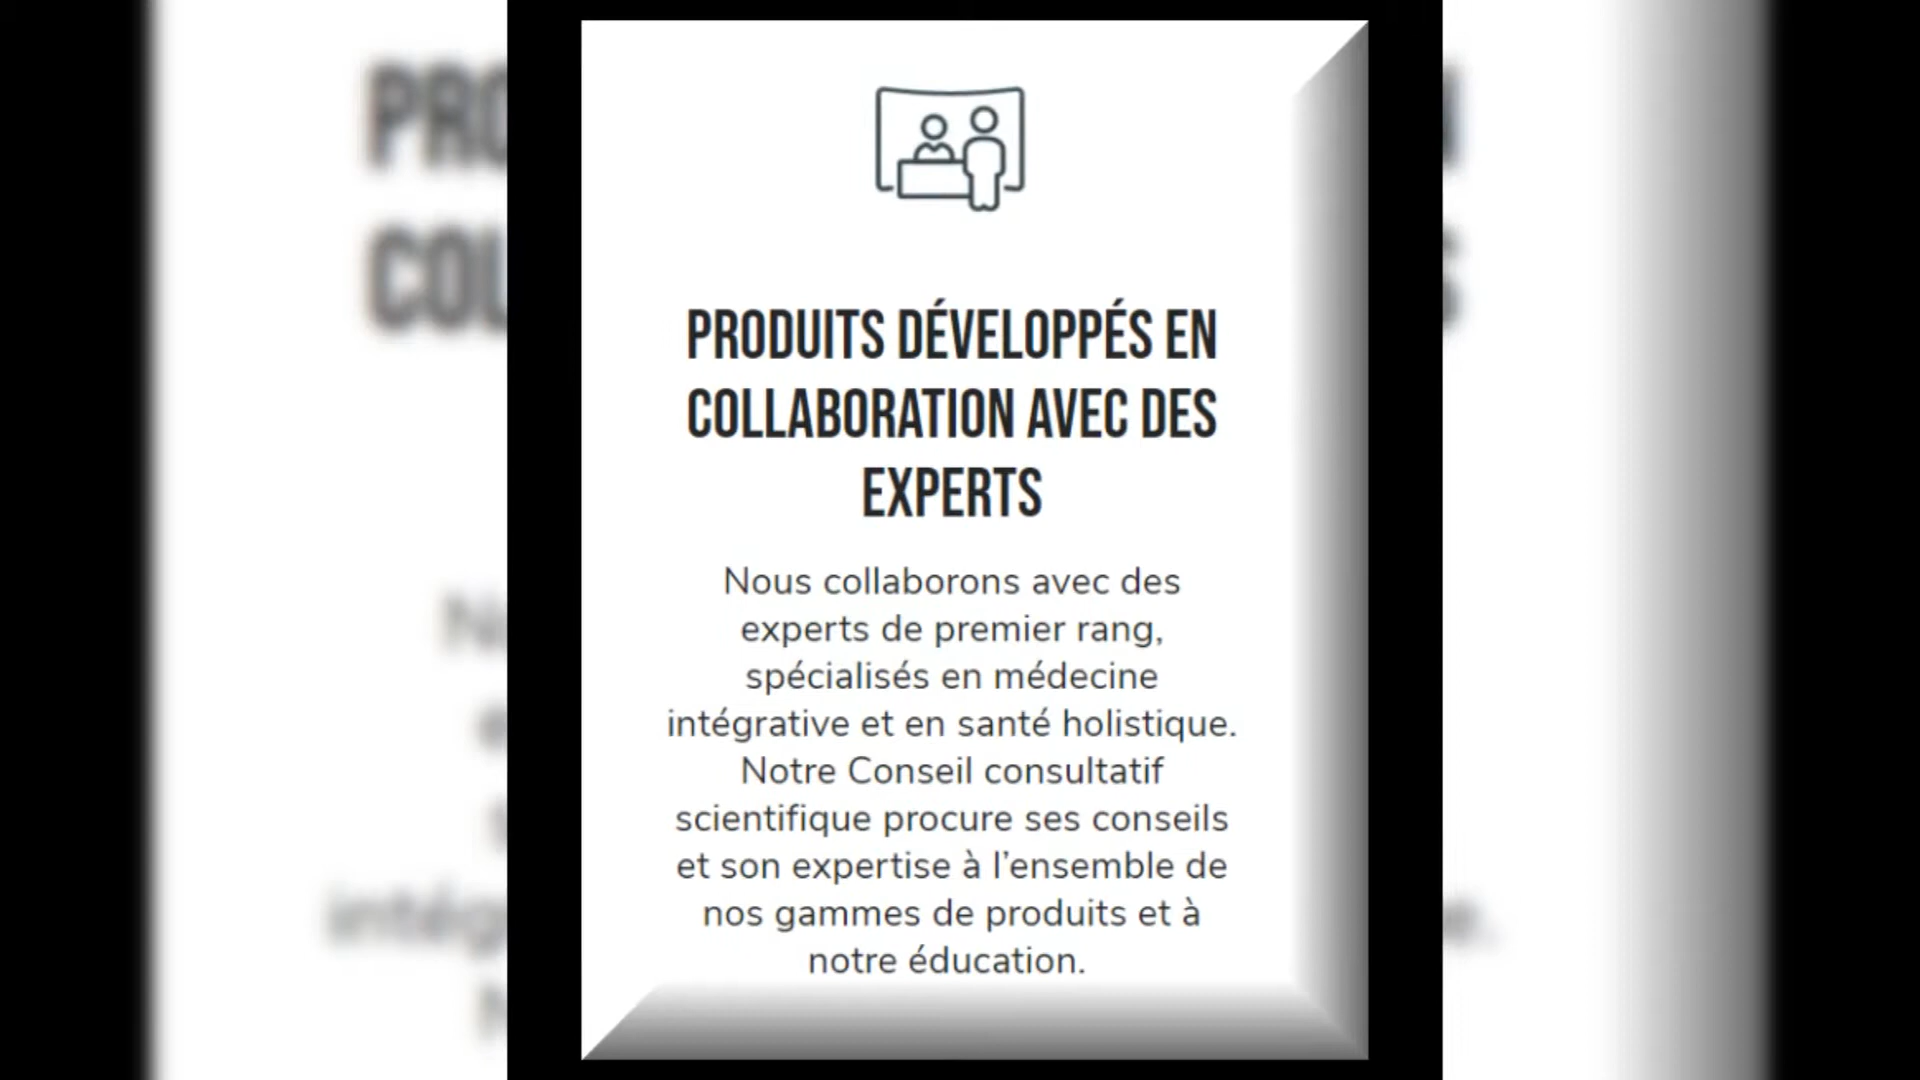 PRODUITS DÉVELOPPÉS EN
COLLABORATION AVEC DES
EXPERTS
Nous collaborons avec des
experts de premier rang,
spécialisés en médecine
intégrative et en santé holistique.
Notre Conseil consultatif
scientifique procure ses conseils
et son expertise à l’ensemble de
nos gammes de produits et à
notre éducation.